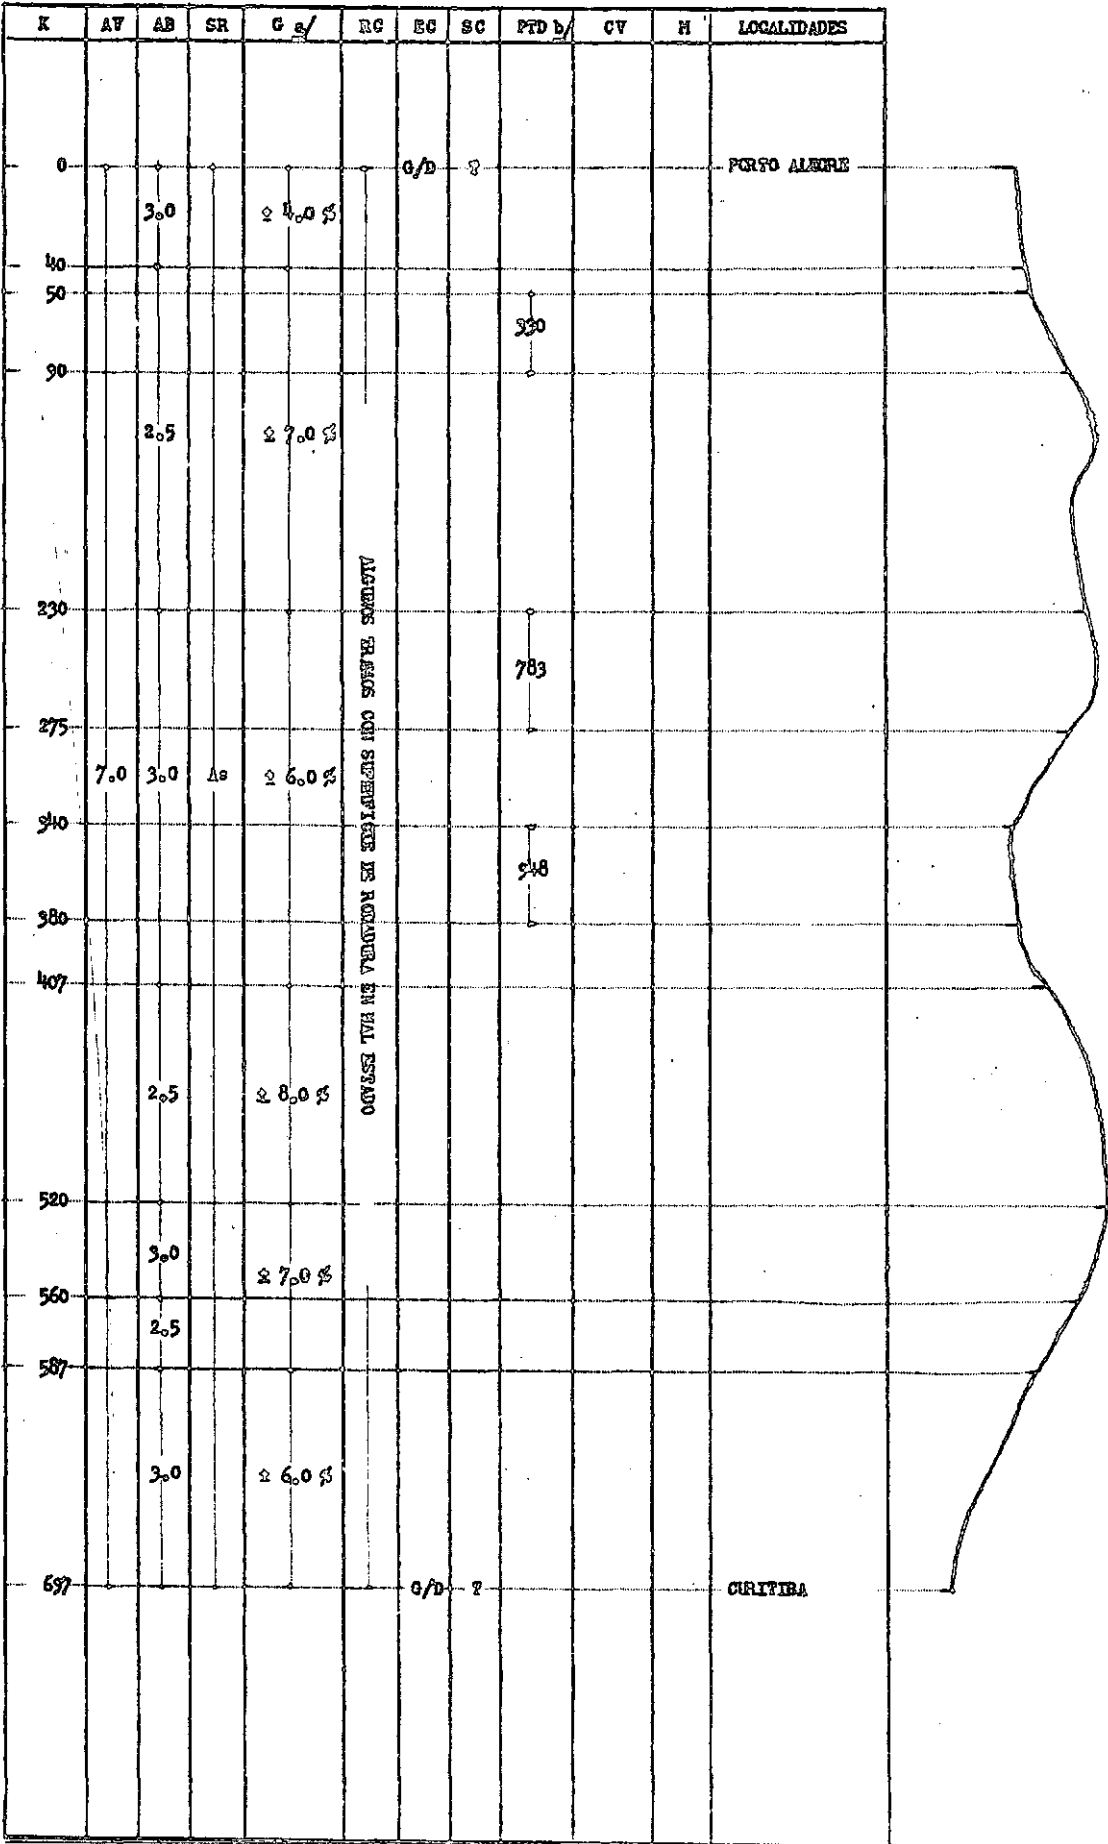 K AV AB SR G a/ RC EC SC PTD b/ CV H LOCALIDADES
0 G/D T PORTO ALEGRE
3.0 ± 4.0 %
40
50
330
90
2.5 ± 7.0 %
ALGUNOS TRAMOS CON SUPERFICIE DE RODADURA EN MAL ESTADO
230
783
275
7.0 3.0 As ± 6.0 %
340
948
380
407
2.5 ± 8.0 %
520
3.0
± 7.0 %
560
2.5
587
3.0 ± 6.0 %
697 G/D T CURITIBA